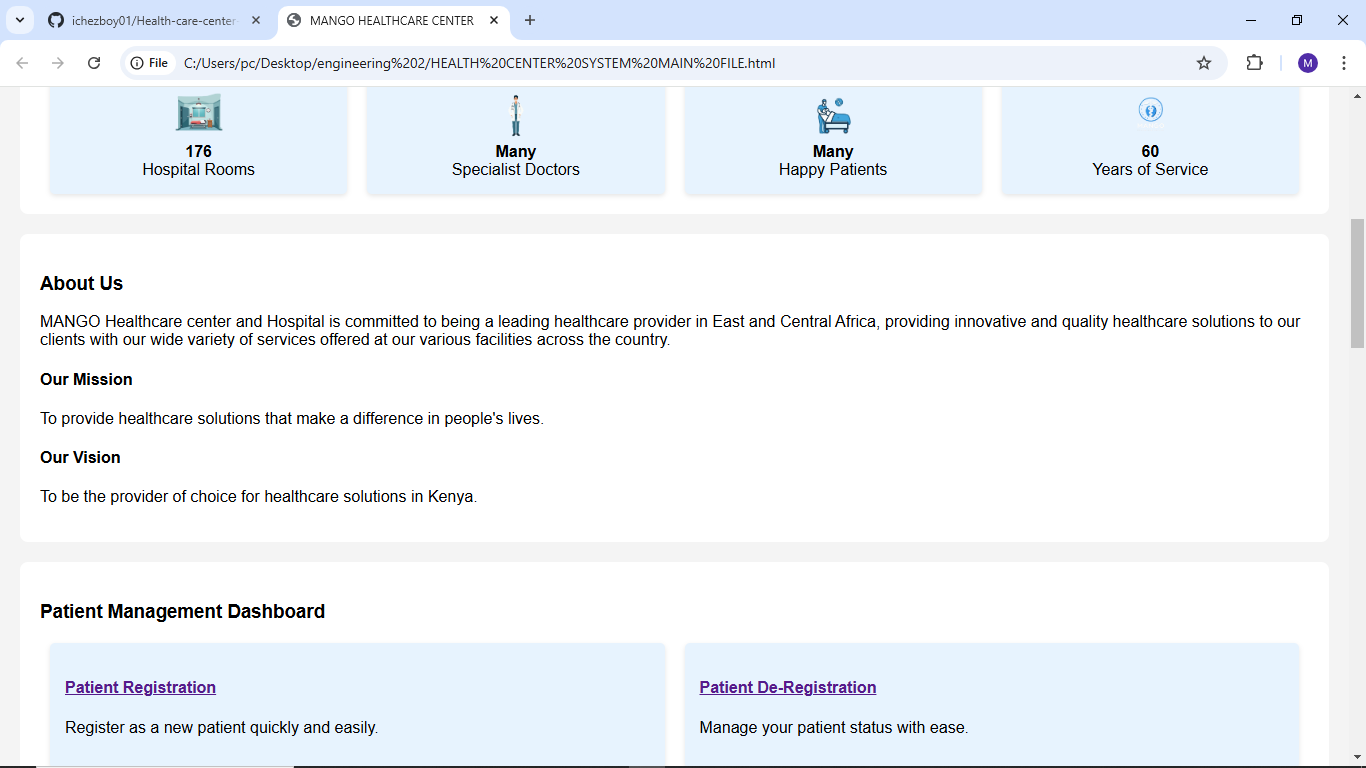 ichezboy01/Health-care-center
MANGO HEALTHCARE CENTER
File
C:/Users/pc/Desktop/engineering%202/HEALTH%20CENTER%20SYSTEM%20MAIN%20FILE.html
M
176
Hospital Rooms
Many
Specialist Doctors
Many
Happy Patients
60
Years of Service
About Us
MANGO Healthcare center and Hospital is committed to being a leading healthcare provider in East and Central Africa, providing innovative and quality healthcare solutions to our
clients with our wide variety of services offered at our various facilities across the country.
Our Mission
To provide healthcare solutions that make a difference in people's lives.
Our Vision
To be the provider of choice for healthcare solutions in Kenya.
Patient Management Dashboard
Patient Registration
Register as a new patient quickly and easily.
Patient De-Registration
Manage your patient status with ease.